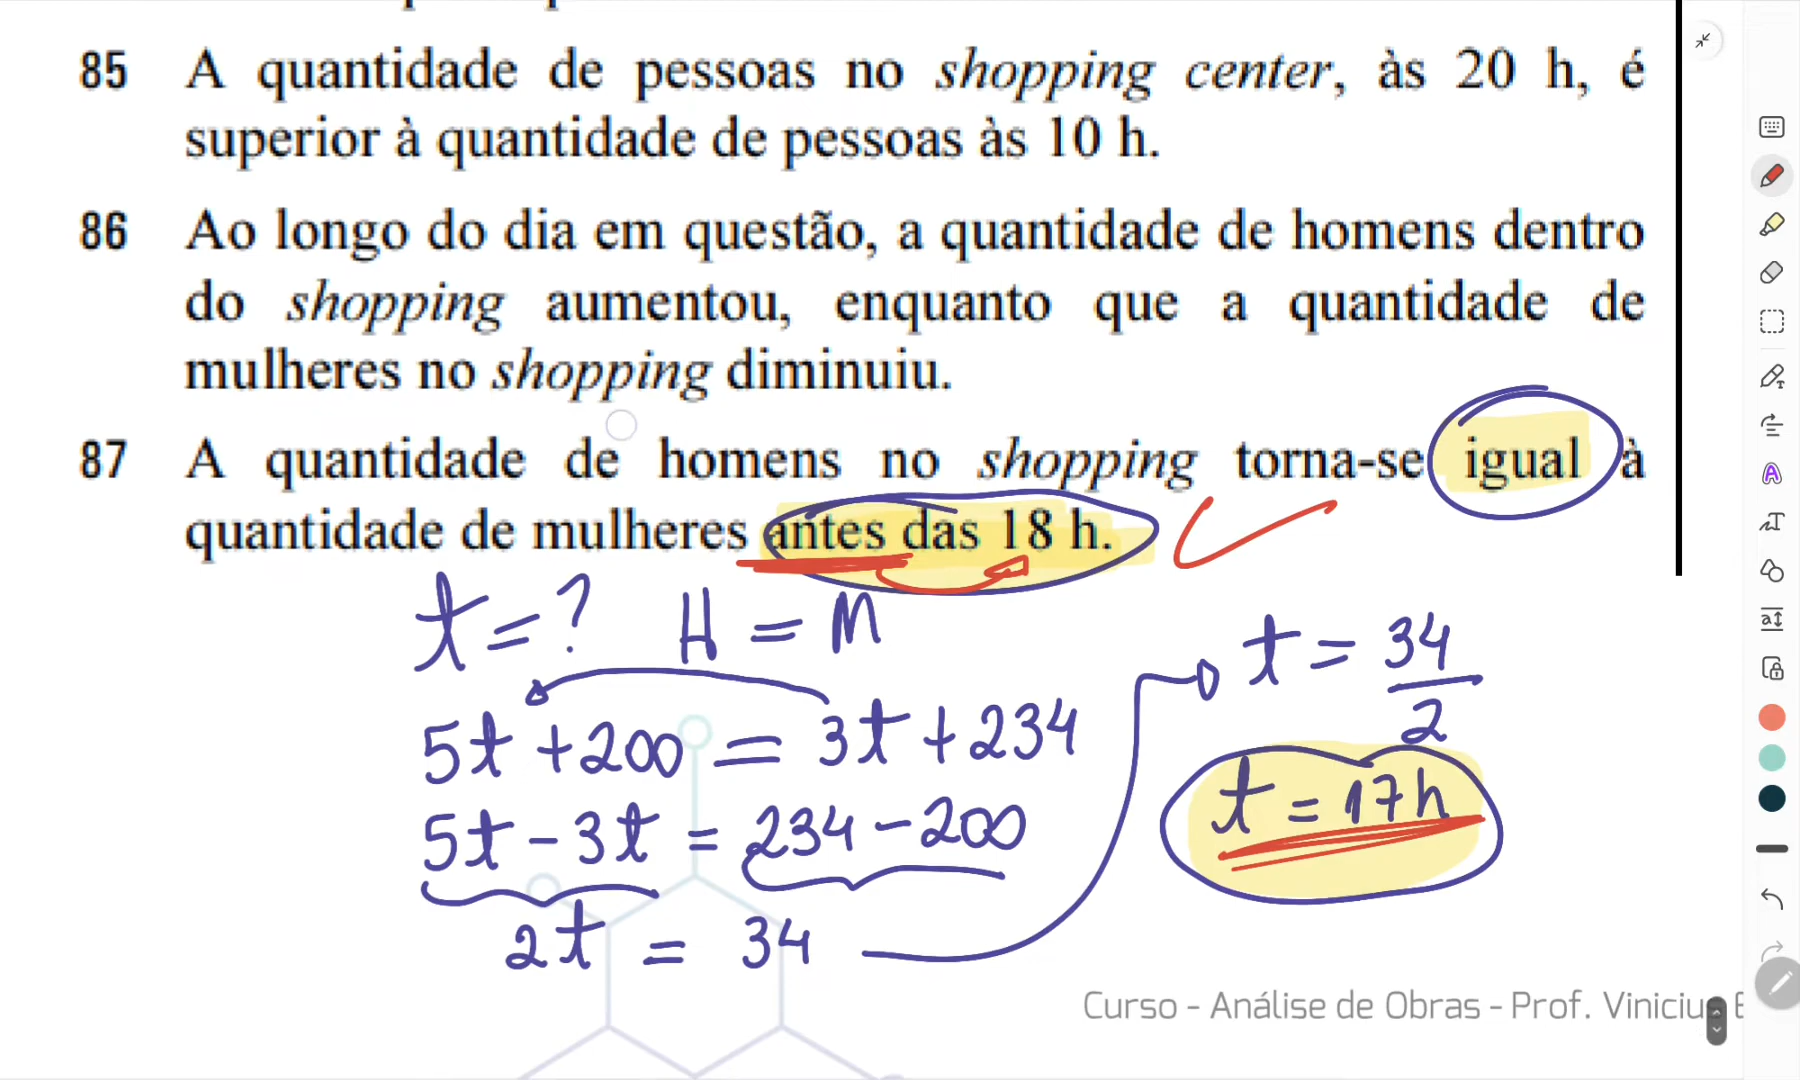 85 A quantidade de pessoas no shopping center, às 20 h, é
superior à quantidade de pessoas às 10 h.
86 Ao longo do dia em questão, a quantidade de homens dentro
do shopping aumentou, enquanto que a quantidade de
mulheres no shopping diminuiu.
87 A quantidade de homens no shopping torna-se igual à
quantidade de mulheres antes das 18 h.
t = ? H = M
5t + 200 = 3t + 234
5t - 3t = 234 - 200
2t = 34
t = 34
2
t = 17h
Curso - Análise de Obras - Prof. Vinicius